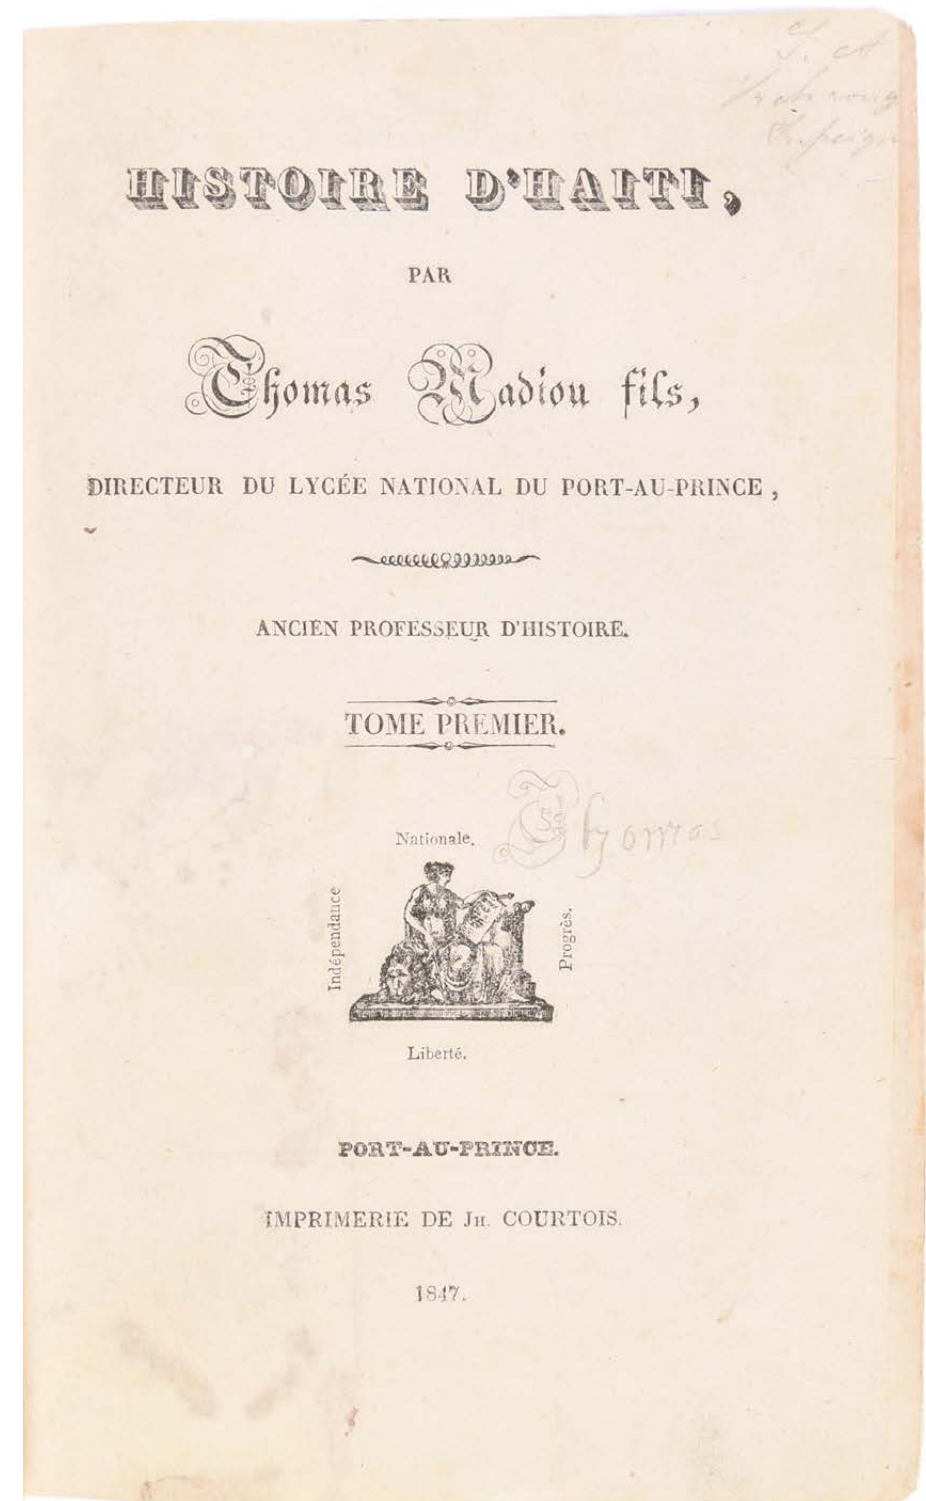 HISTOIRE D'HAITI,
PAR
Thomas Madiou fils,
DIRECTEUR DU LYCÉE NATIONAL DU PORT-AU-PRINCE,
ANCIEN PROFESSEUR D'HISTOIRE.
TOME PREMIER.
Thomas
Nationale.
Indépendance
Progrès.
Liberté.
PORT-AU-PRINCE.
IMPRIMERIE DE JH. COURTOIS.
1847.